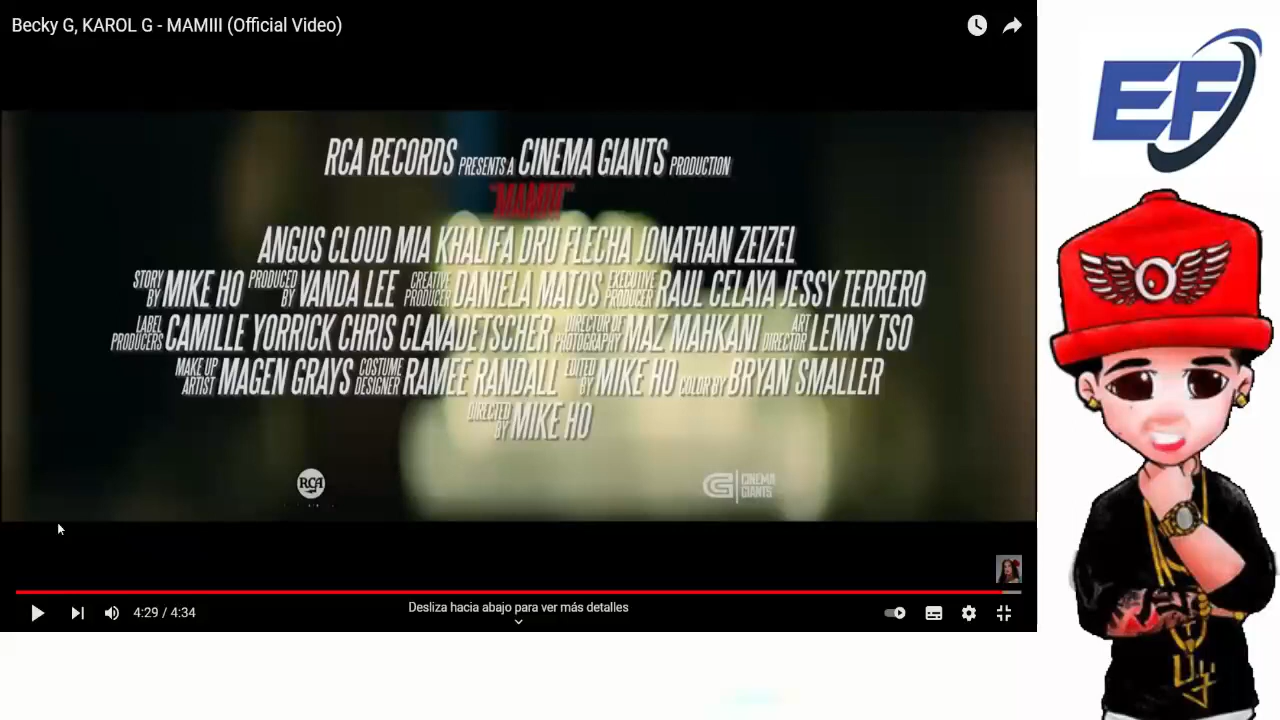 Becky G, KAROL G - MAMIII (Official Video)
RCA RECORDS PRESENTS A CINEMA GIANTS PRODUCTION
"MAMIII"
ANGUS CLOUD MIA KHALIFA DRU FLECHA JONATHAN ZEIZEL
STORY BY MIKE HO PRODUCED BY VANDA LEE CREATIVE PRODUCER DANIELA MATOS EXECUTIVE PRODUCER RAUL CELAYA JESSY TERRERO
LABEL PRODUCERS CAMILLE YORRICK CHRIS CLAVADETSCHER DIRECTOR OF PHOTOGRAPHY MAZ MAHKANI ART DIRECTOR LENNY TSO
MAKE UP ARTIST MAGEN GRAYS COSTUME DESIGNER RAMEE RANDALL EDITED BY MIKE HO COLOR BY BRYAN SMALLER
DIRECTED BY MIKE HO
RCA
CINEMA GIANTS
4:29 / 4:34
Desliza hacia abajo para ver más detalles
EF